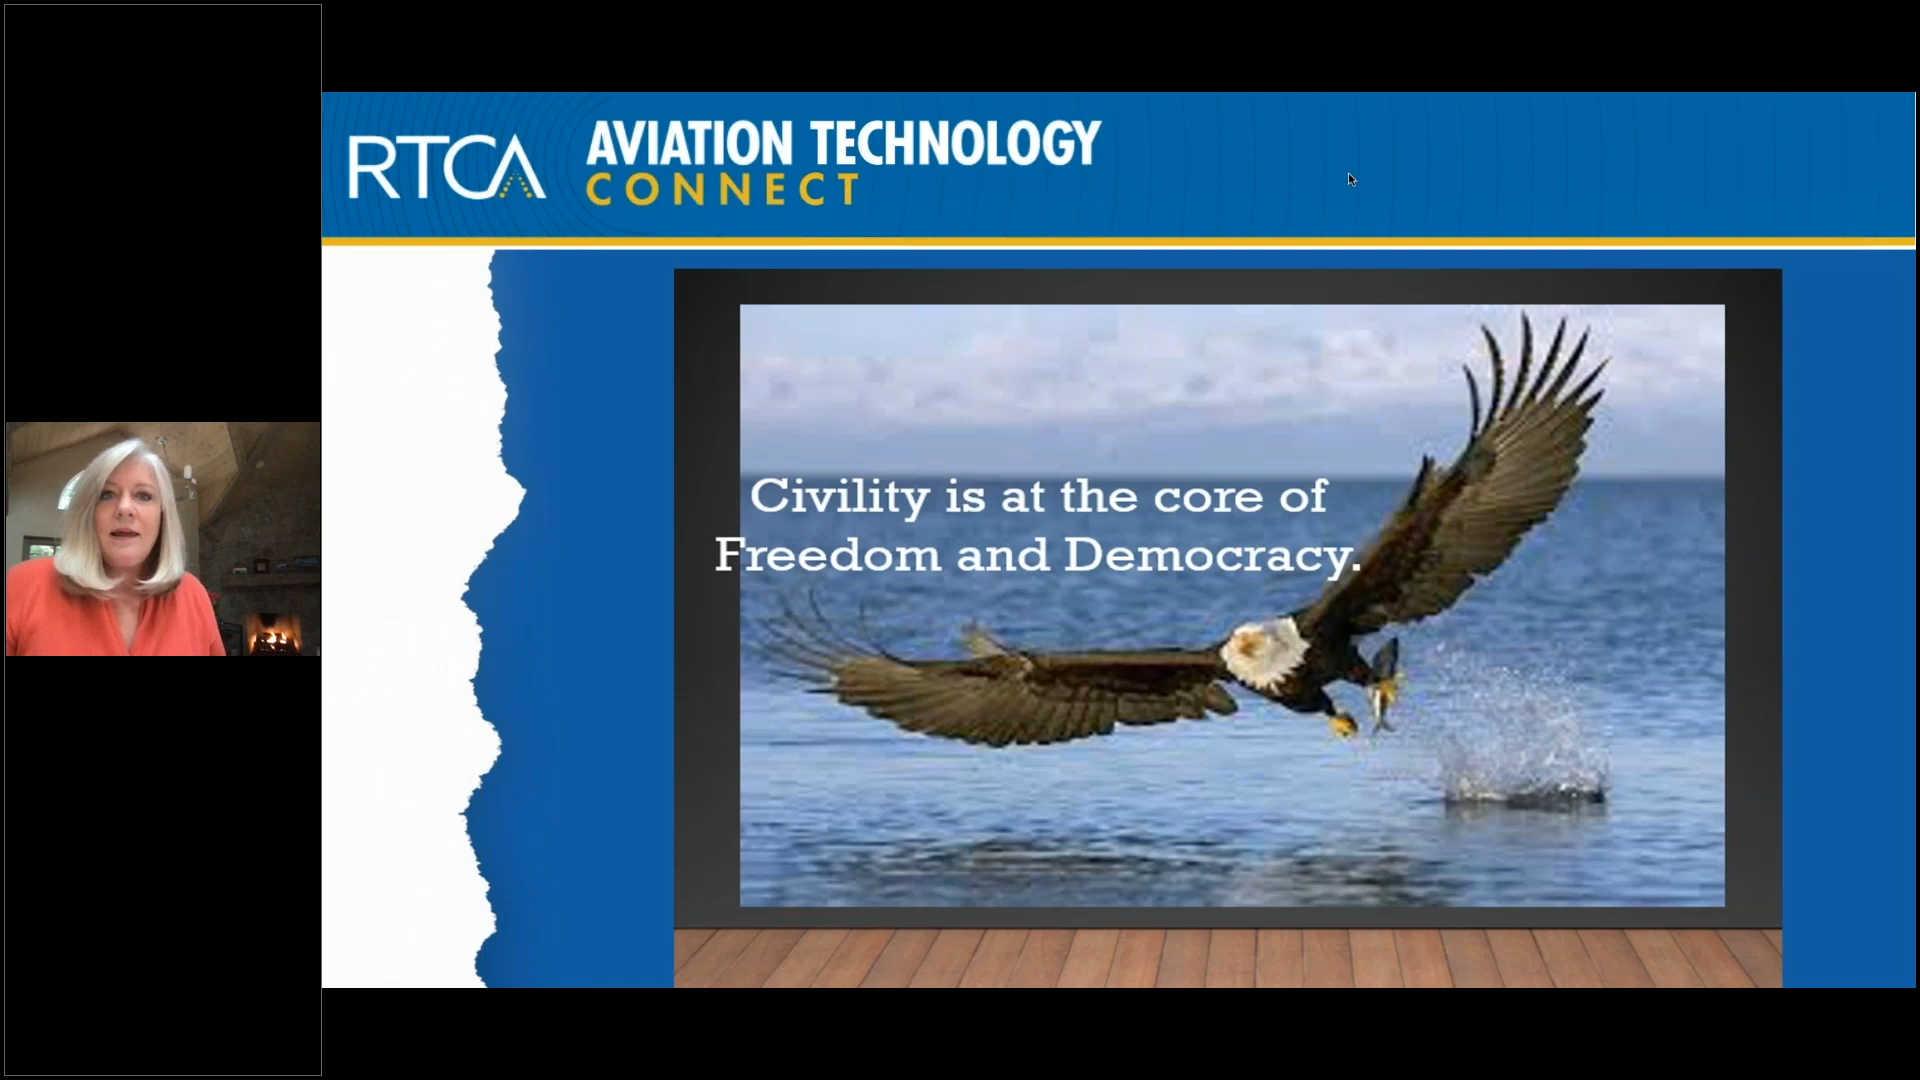 RTCA
AVIATION TECHNOLOGY
CONNECT
Civility is at the core of
Freedom and Democracy.